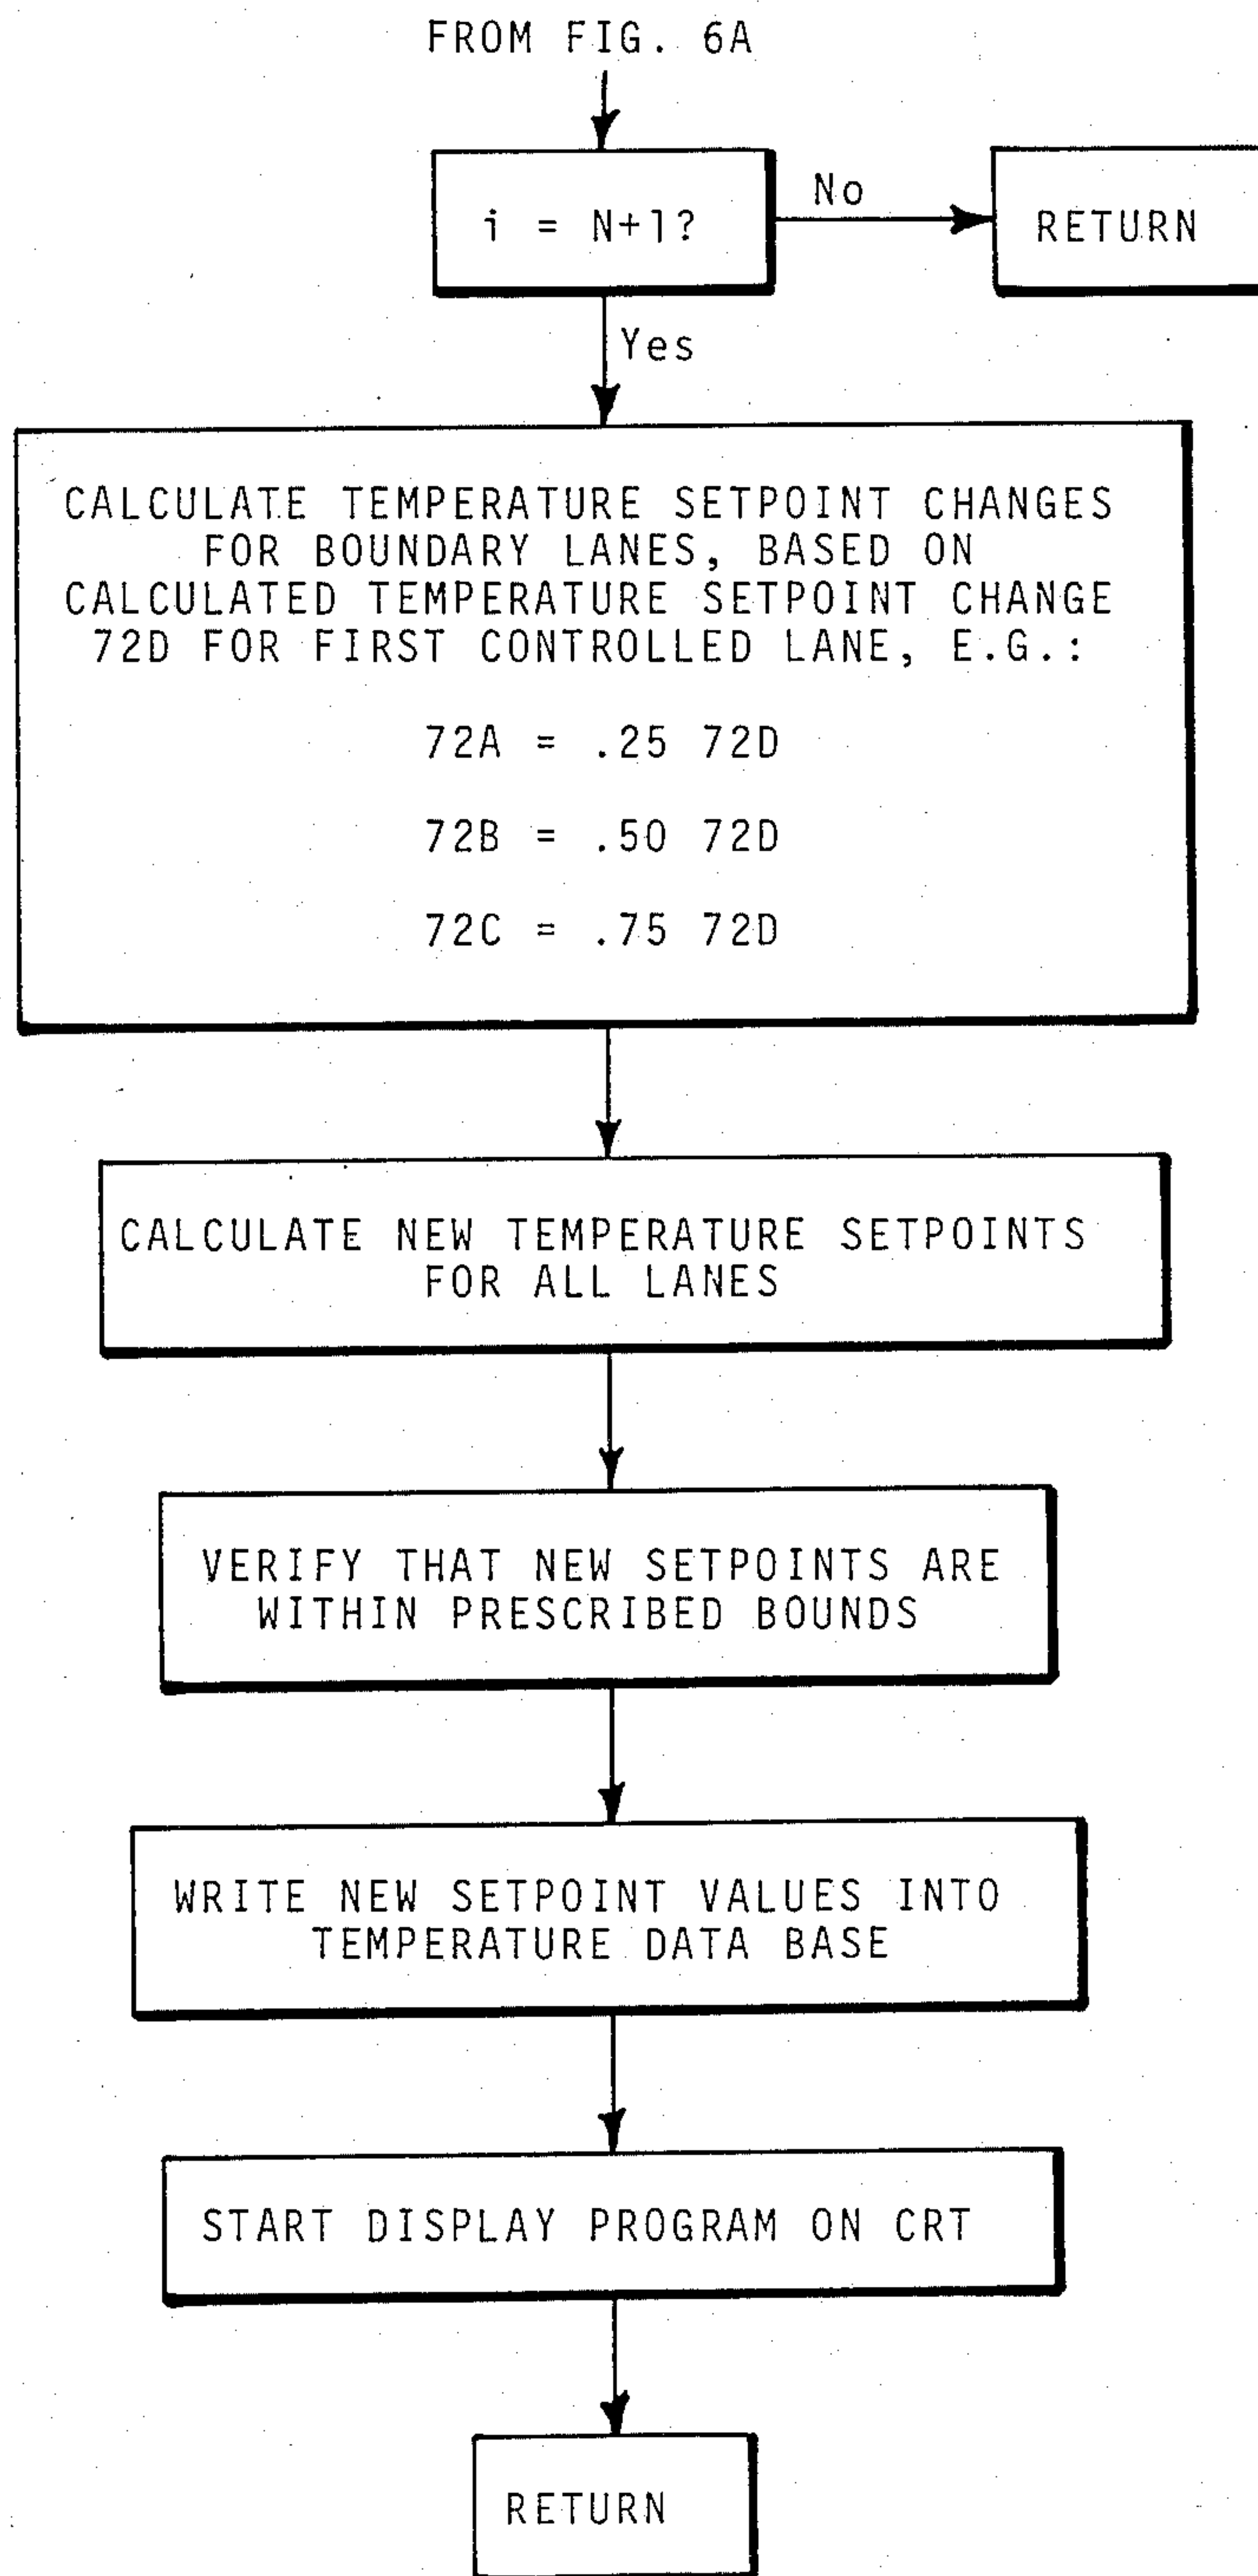 FROM FIG. 6A
i = N+1?
No
RETURN
Yes
CALCULATE TEMPERATURE SETPOINT CHANGES
FOR BOUNDARY LANES, BASED ON
CALCULATED TEMPERATURE SETPOINT CHANGE
72D FOR FIRST CONTROLLED LANE, E.G.:
72A = .25 72D
72B = .50 72D
72C = .75 72D
CALCULATE NEW TEMPERATURE SETPOINTS
FOR ALL LANES
VERIFY THAT NEW SETPOINTS ARE
WITHIN PRESCRIBED BOUNDS
WRITE NEW SETPOINT VALUES INTO
TEMPERATURE DATA BASE
START DISPLAY PROGRAM ON CRT
RETURN